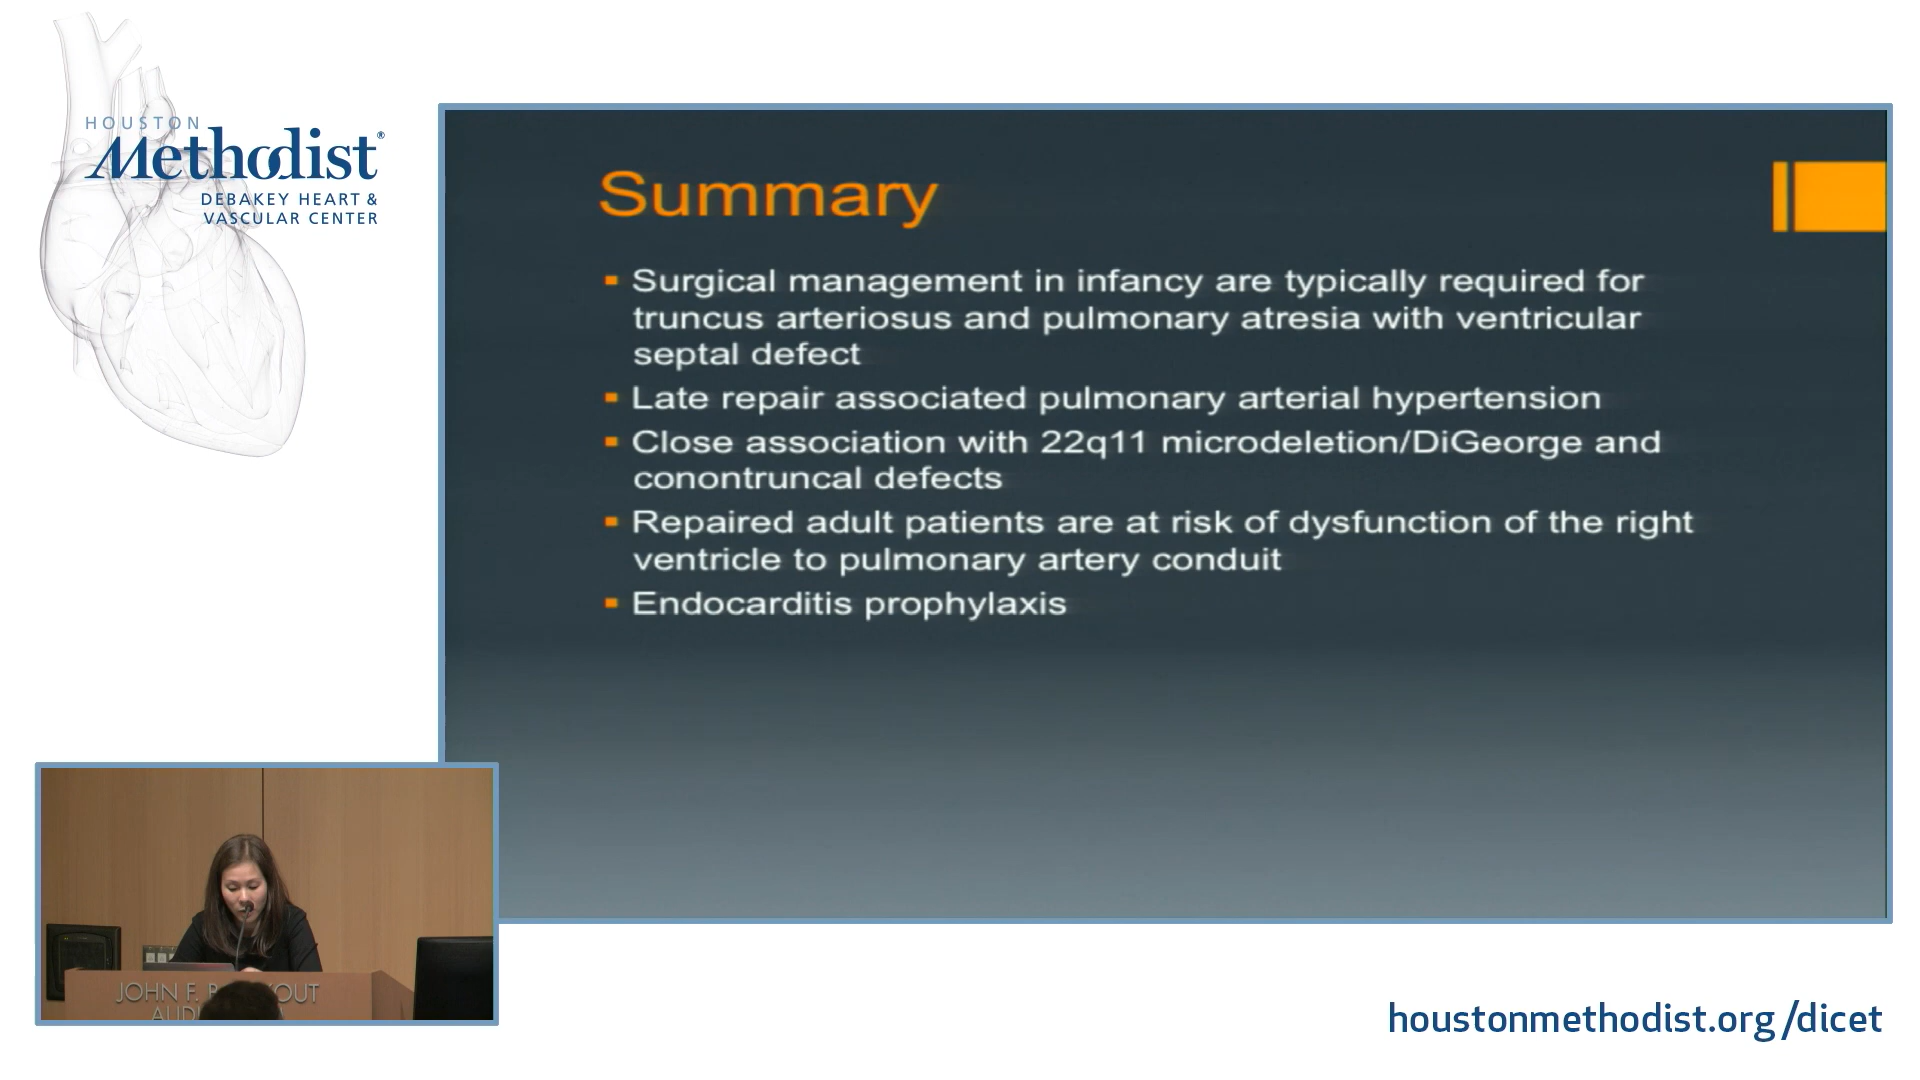 HOUSTON
Methodist®
DEBAKEY HEART &
VASCULAR CENTER
Summary
Surgical management in infancy are typically required for
truncus arteriosus and pulmonary atresia with ventricular
septal defect
Late repair associated pulmonary arterial hypertension
Close association with 22q11 microdeletion/DiGeorge and
conontruncal defects
Repaired adult patients are at risk of dysfunction of the right
ventricle to pulmonary artery conduit
Endocarditis prophylaxis
JOHN F.
houstonmethodist.org/dicet